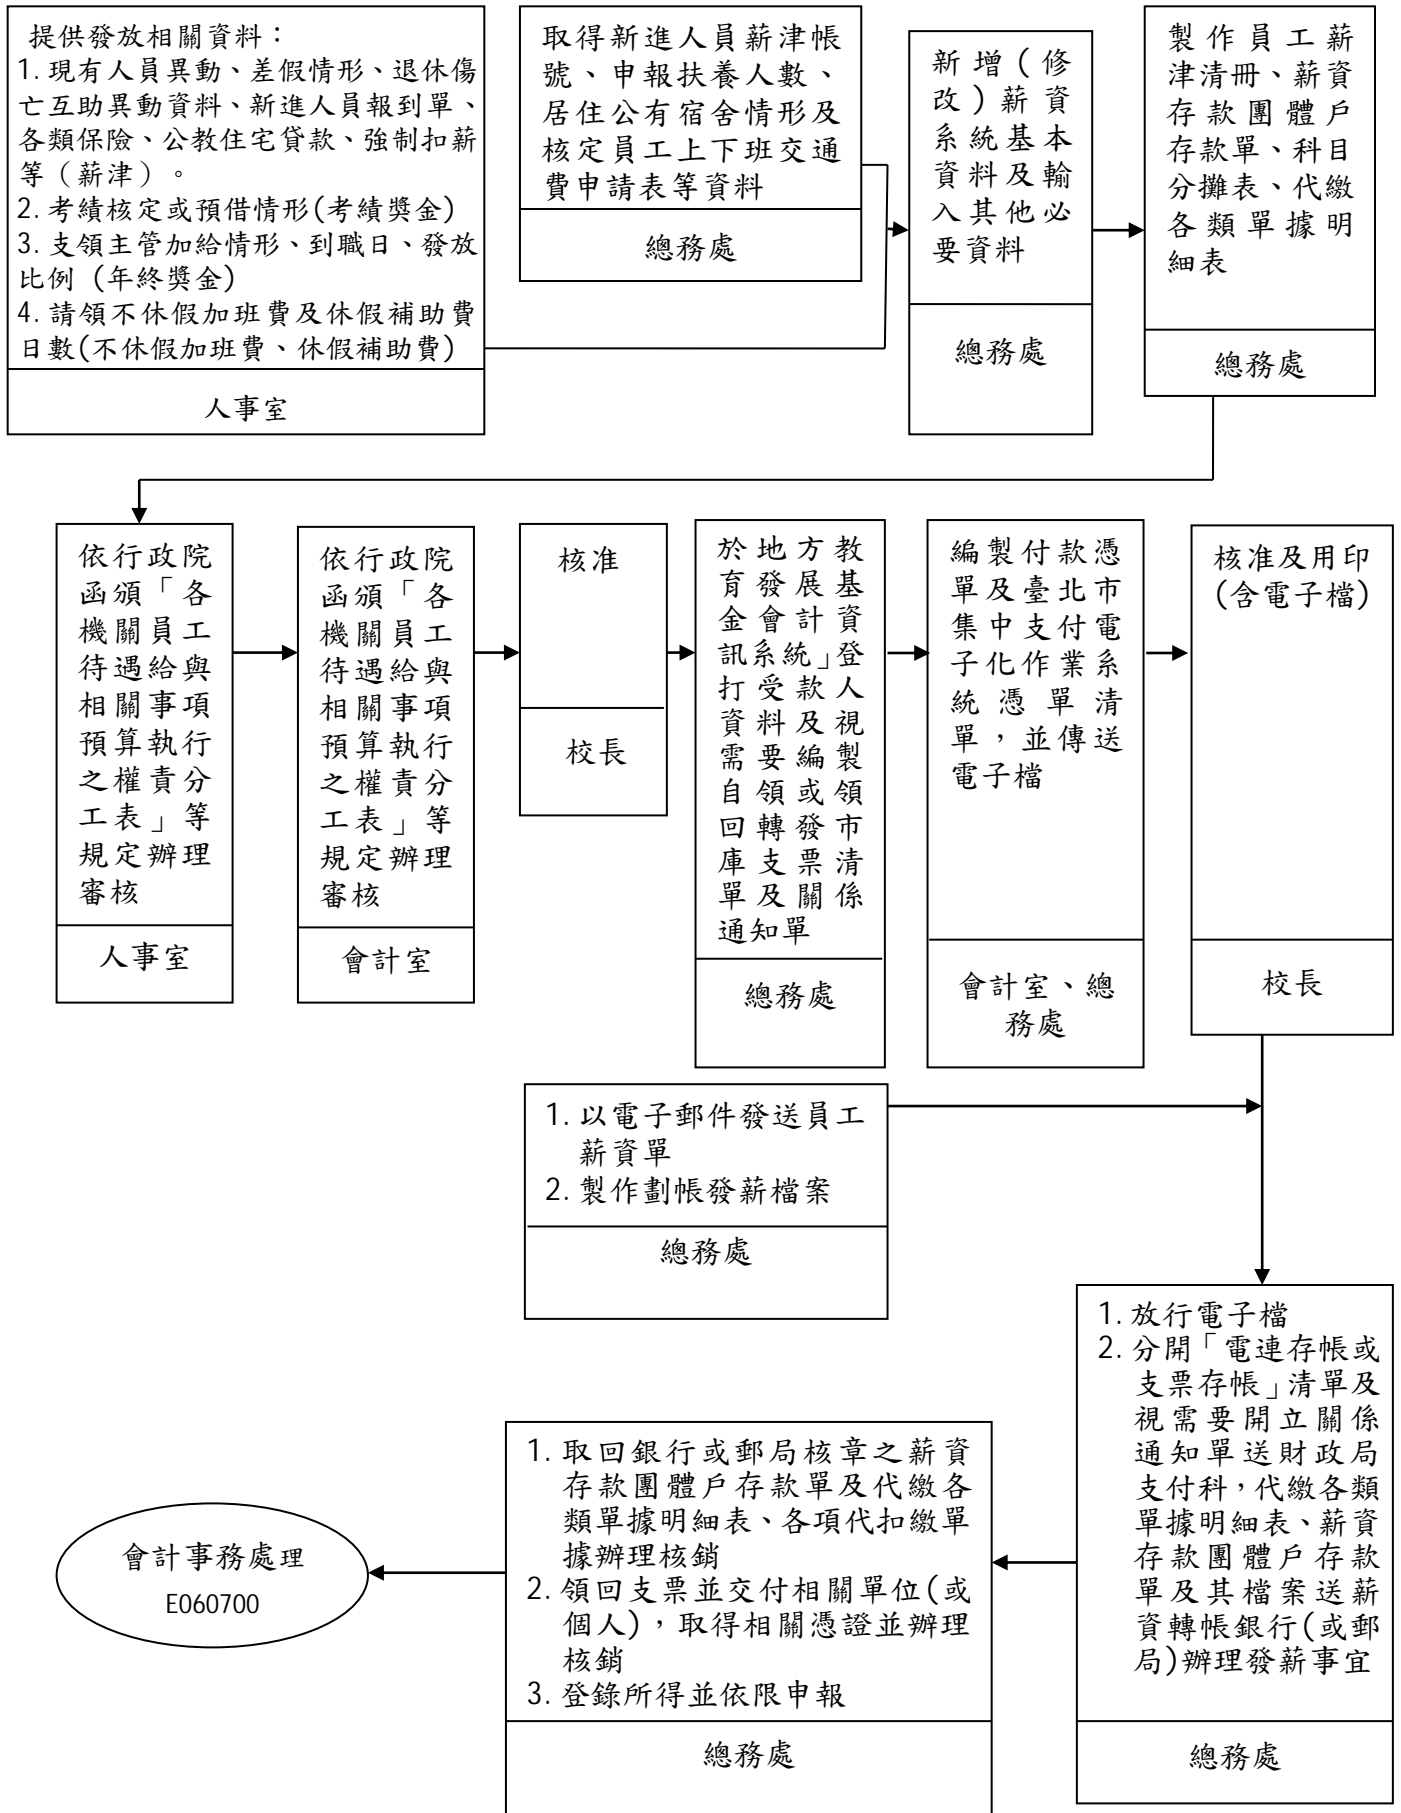 提供發放相關資料：
1.現有人員異動、差假情形、退休傷
亡互助異動資料、新進人員報到單、
各類保險、公教住宅貸款、強制扣薪
等（薪津）。
2.考績核定或預借情形(考績獎金)
3.支領主管加給情形、到職日、發放
比例 (年終獎金)
4.請領不休假加班費及休假補助費
日數(不休假加班費、休假補助費)
人事室
取得新進人員薪津帳
號、申報扶養人數、
居住公有宿舍情形及
核定員工上下班交通
費申請表等資料
總務處
新增（修
改）薪資
系統基本
資料及輸
入其他必
要資料
總務處
製作員工薪
津清冊、薪資
存款團體戶
存款單、科目
分攤表、代繳
各類單據明
細表
總務處
依行政院
函頒「各
機關員工
待遇給與
相關事項
預算執行
之權責分
工表」等
規定辦理
審核
人事室
依行政院
函頒「各
機關員工
待遇給與
相關事項
預算執行
之權責分
工表」等
規定辦理
審核
會計室
核准
校長
於地方教
育發展基
金會計資
訊系統」登
打受款人
資料及視
需要編製
自領或領
回轉發市
庫支票清
單及關係
通知單
總務處
編製付款憑
單及臺北市
集中支付電
子化作業系
統憑單清
單，並傳送
電子檔
會計室、總
務處
核准及用印
(含電子檔)
校長
1.以電子郵件發送員工
薪資單
2.製作劃帳發薪檔案
總務處
1.放行電子檔
2.分開「電連存帳或
支票存帳」清單及
視需要開立關係
通知單送財政局
支付科，代繳各類
單據明細表、薪資
存款團體戶存款
單及其檔案送薪
資轉帳銀行(或郵
局)辦理發薪事宜
總務處
1.取回銀行或郵局核章之薪資
存款團體戶存款單及代繳各
類單據明細表、各項代扣繳單
據辦理核銷
2.領回支票並交付相關單位(或
個人)，取得相關憑證並辦理
核銷
3.登錄所得並依限申報
總務處
會計事務處理
E060700